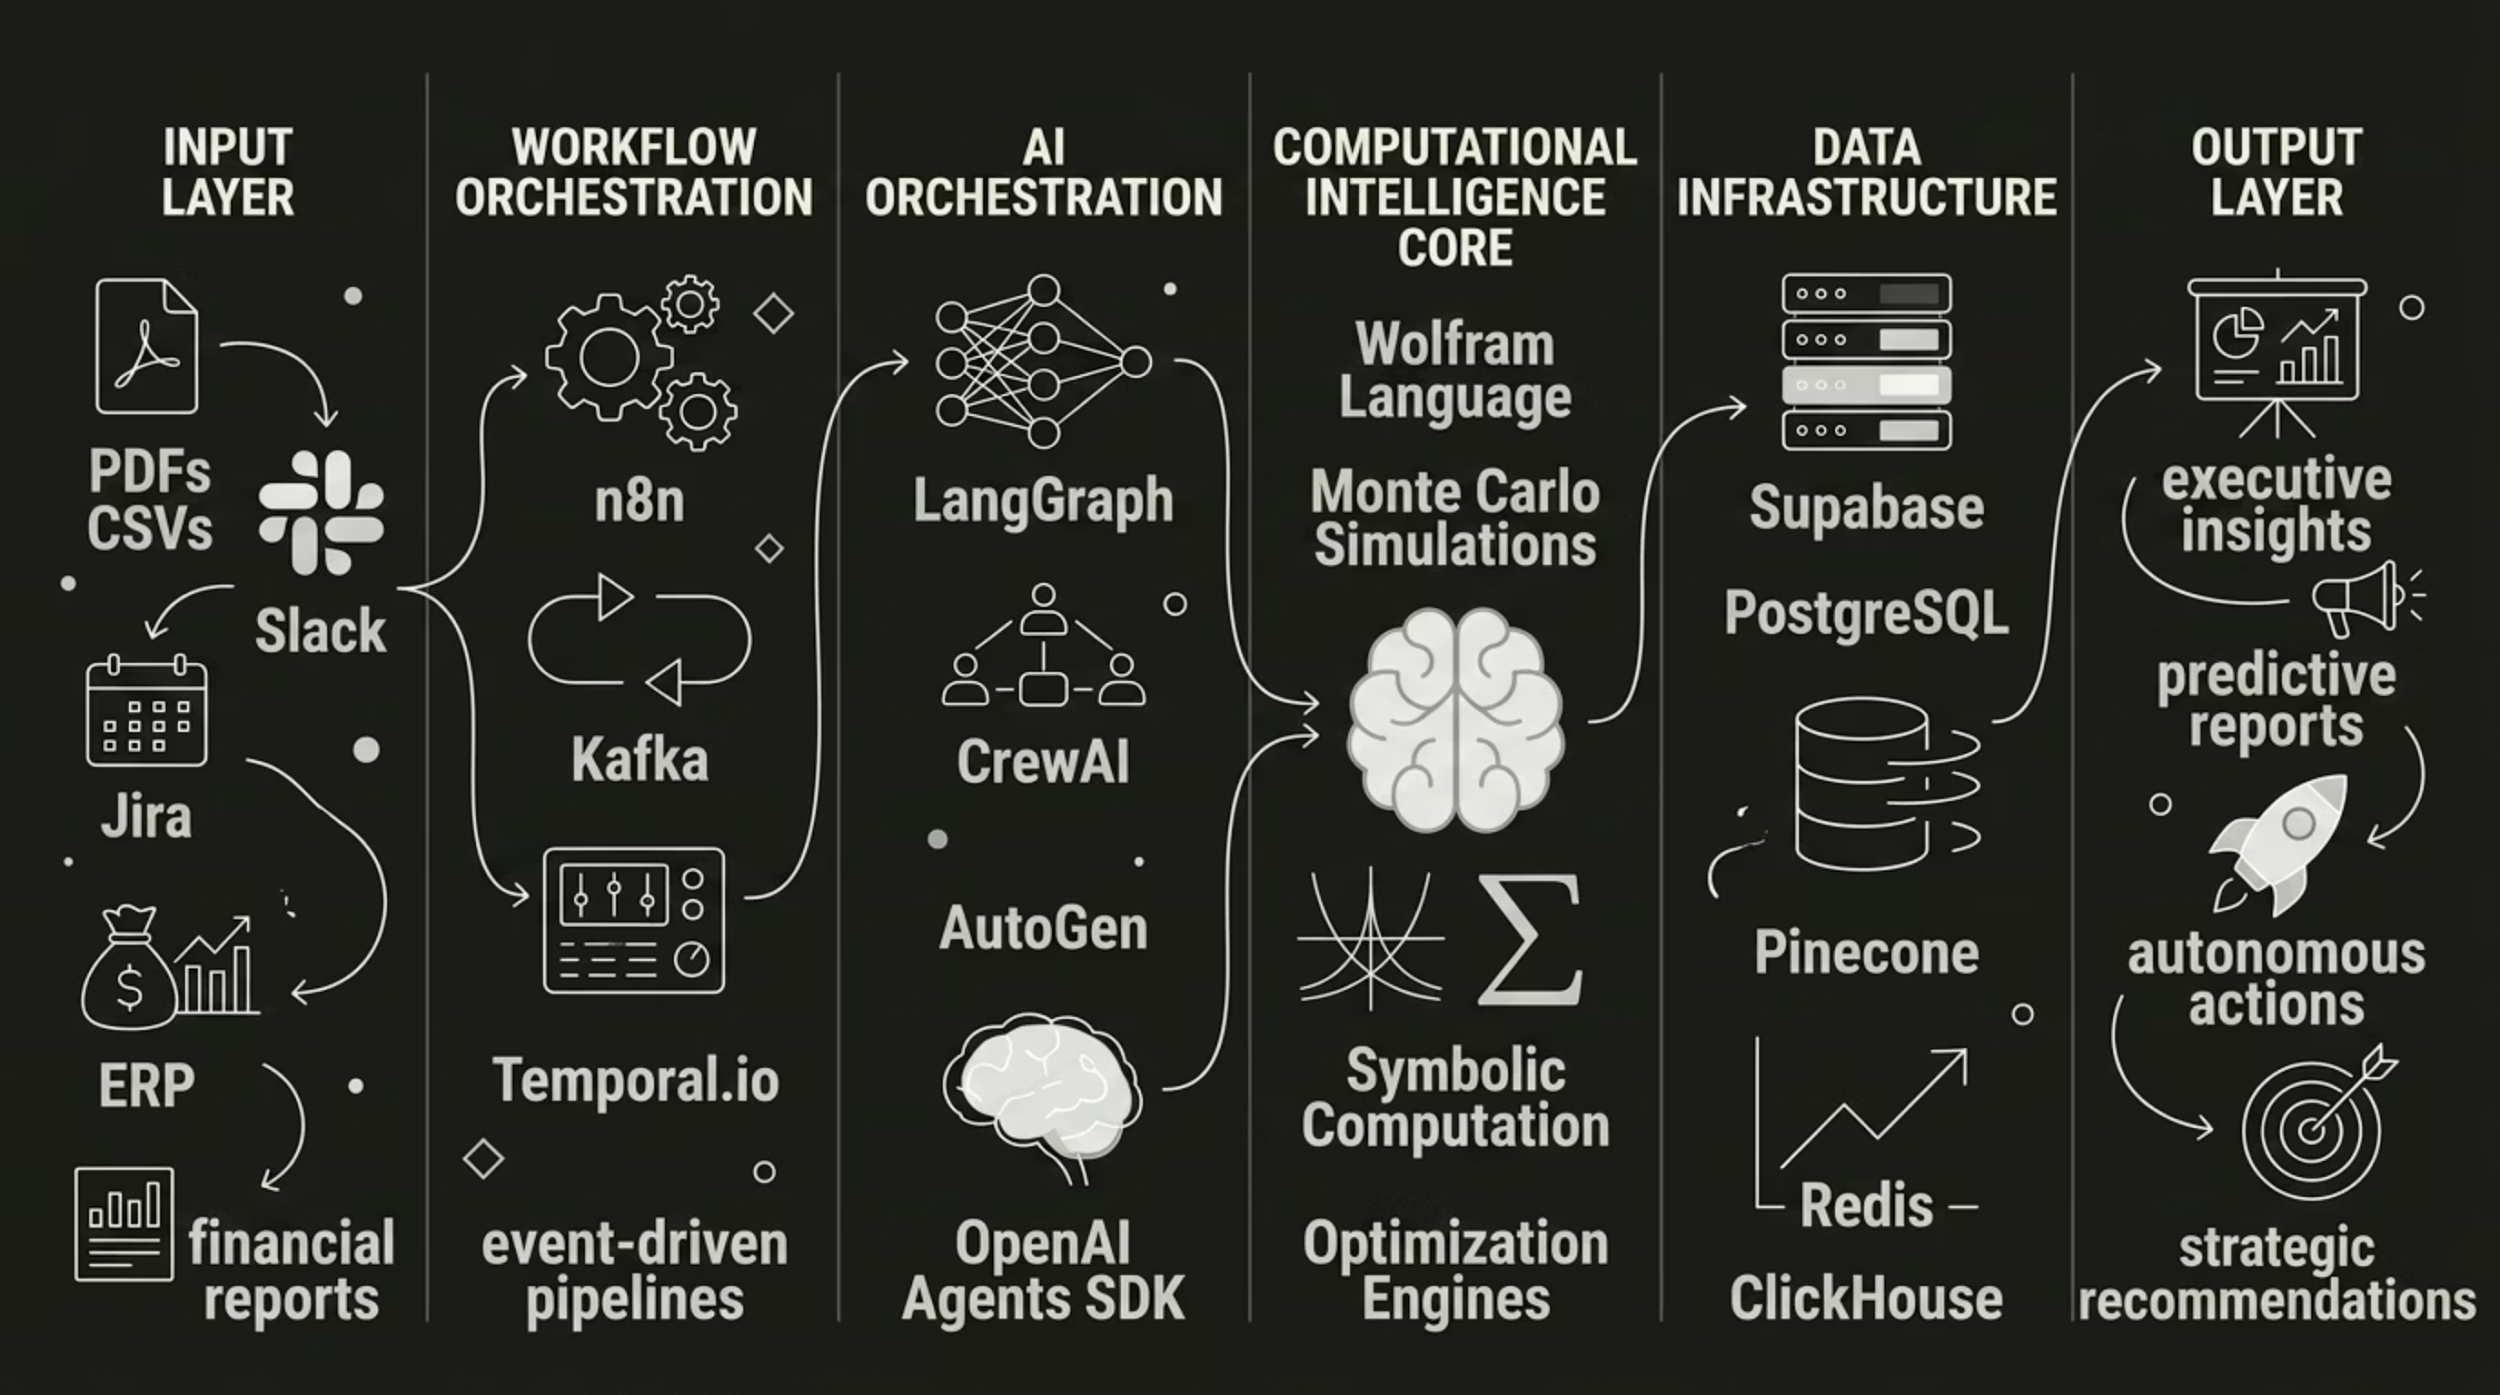 INPUT
LAYER
PDFs
CSVs
Slack
Jira
$
ERP
financial
reports
WORKFLOW
ORCHESTRATION
n8n
Kafka
Temporal.io
event-driven
pipelines
AI
ORCHESTRATION
LangGraph
CrewAI
AutoGen
OpenAI
Agents SDK
COMPUTATIONAL
INTELLIGENCE
CORE
Wolfram
Language
Monte Carlo
Simulations
Σ
Symbolic
Computation
Optimization
Engines
DATA
INFRASTRUCTURE
Supabase
PostgreSQL
Pinecone
Redis
ClickHouse
OUTPUT
LAYER
executive
insights
predictive
reports
autonomous
actions
strategic
recommendations